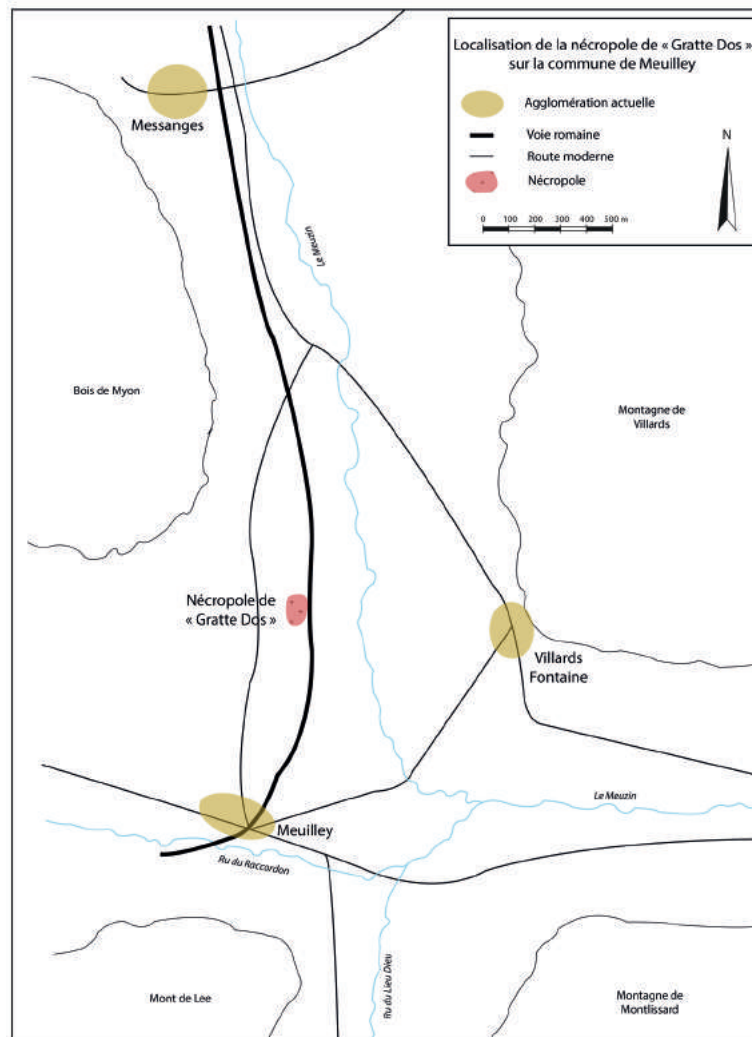 Localisation de la nécropole de « Gratte Dos »
sur la commune de Meuilley
Agglomération actuelle
Voie romaine
Route moderne
Nécropole
N
0 100 200 300 400 500 m
Messanges
Le Meuzin
Bois de Myon
Montagne de
Villards
Nécropole de
« Gratte Dos »
Villards
Fontaine
Le Meuzin
Meuilley
Ru du Raccordon
Ru du Lieu Dieu
Mont de Lee
Montagne de
Montlissard